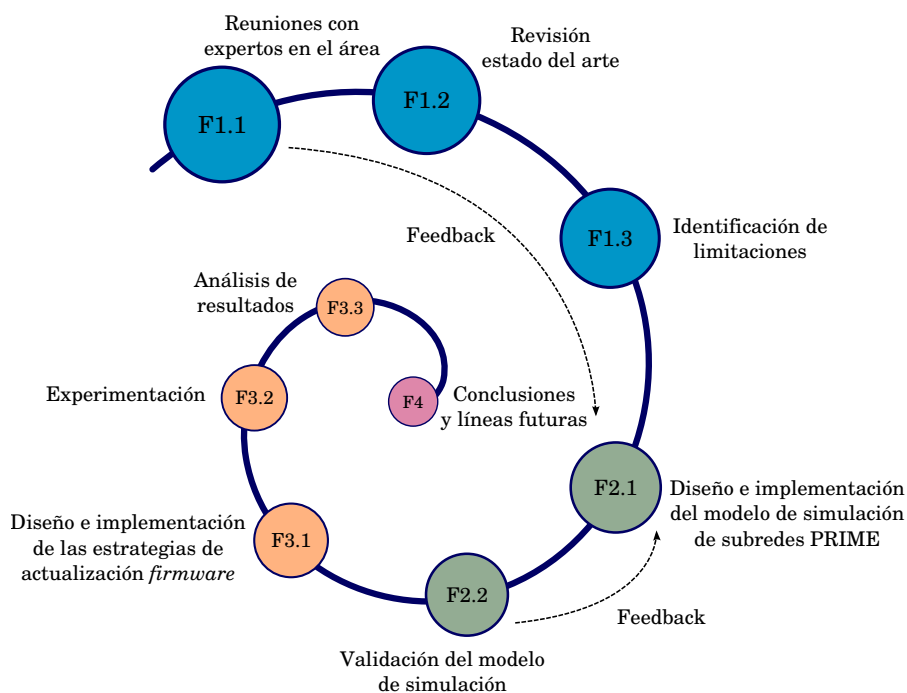 Reuniones con
expertos en el área
F1.1
Revisión
estado del arte
F1.2
Identificación de
limitaciones
F1.3
Feedback
Diseño e implementación
del modelo de simulación
de subredes PRIME
F2.1
Feedback
Validación del modelo
de simulación
F2.2
Diseño e implementación
de las estrategias de
actualización firmware
F3.1
Experimentación
F3.2
Análisis de
resultados
F3.3
Conclusiones
y líneas futuras
F4